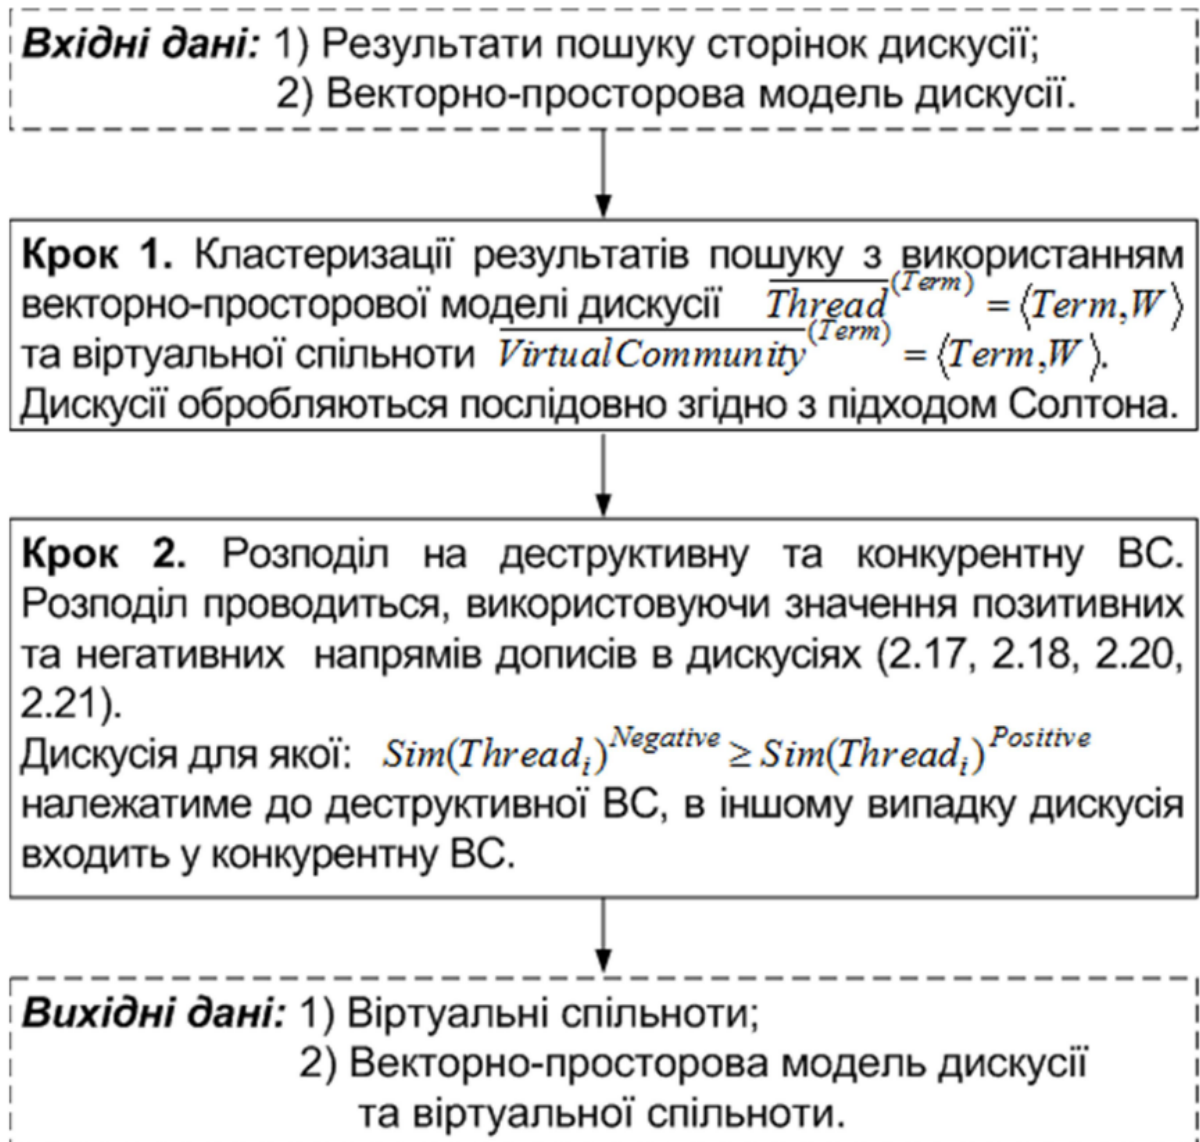 Вхідні дані: 1) Результати пошуку сторінок дискусії;
2) Векторно-просторова модель дискусії.
Крок 1. Кластеризації результатів пошуку з використанням
векторно-просторової моделі дискусії Thread^(Term) = ⟨Term,W⟩
та віртуальної спільноти VirtualCommunity^(Term) = ⟨Term,W⟩.
Дискусії обробляються послідовно згідно з підходом Солтона.
Крок 2. Розподіл на деструктивну та конкурентну ВС.
Розподіл проводиться, використовуючи значення позитивних
та негативних напрямів дописів в дискусіях (2.17, 2.18, 2.20,
2.21).
Дискусія для якої: Sim(Thread_i)^Negative ≥ Sim(Thread_i)^Positive
належатиме до деструктивної ВС, в іншому випадку дискусія
входить у конкурентну ВС.
Вихідні дані: 1) Віртуальні спільноти;
2) Векторно-просторова модель дискусії
та віртуальної спільноти.